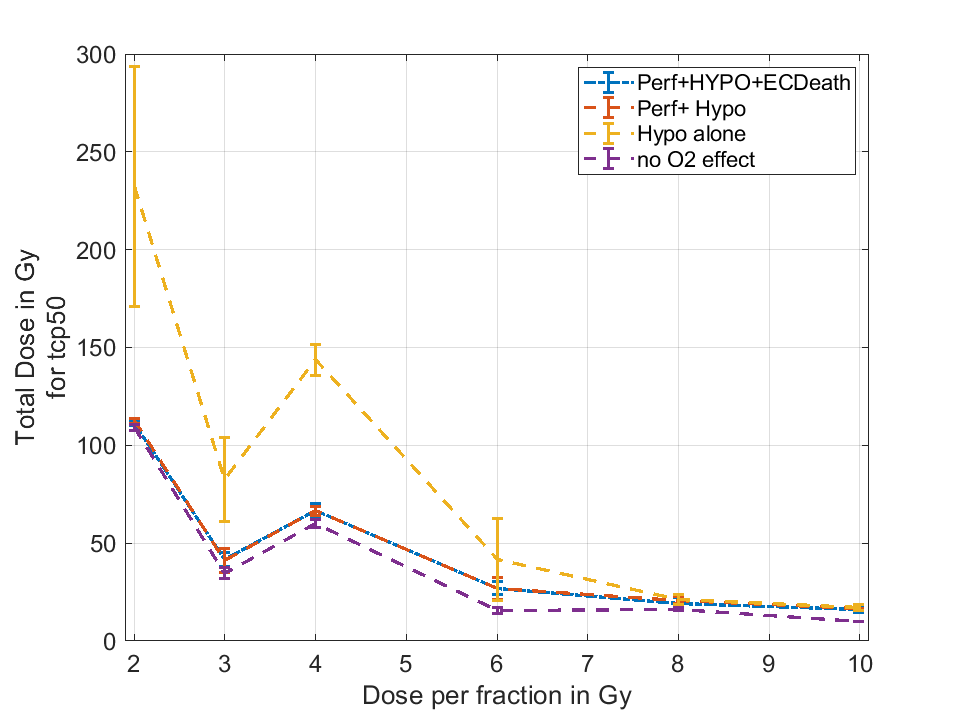 300
250
200
150
100
50
0
Total Dose in Gy
for tcp50
Perf+HYPO+ECDeath
Perf+ Hypo
Hypo alone
no O2 effect
2 3 4 5 6 7 8 9 10
Dose per fraction in Gy